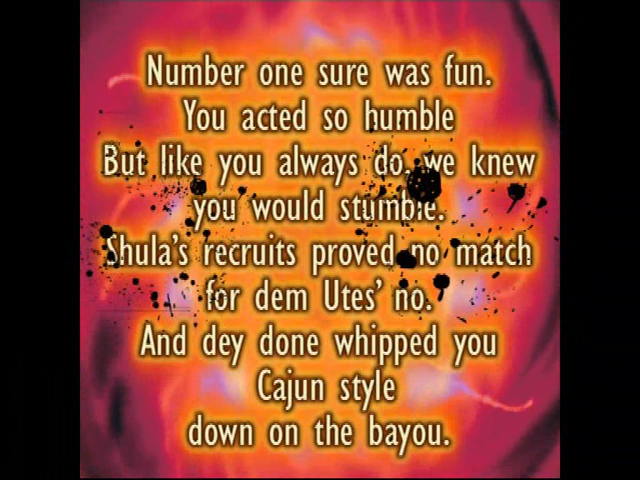 Number one sure was fun.
You acted so humble
But like you always do, we knew
you would stumble.
Shula's recruits proved no match
for dem Utes' no.
And dey done whipped you
Cajun style
down on the bayou.